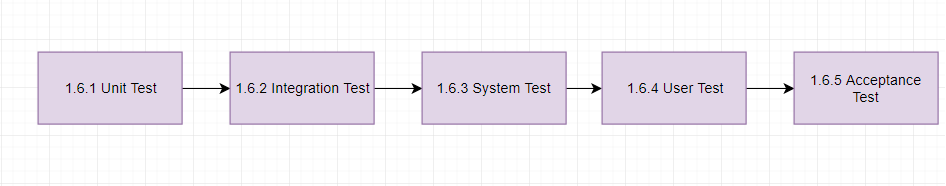 1.6.1 Unit Test
1.6.2 Integration Test
1.6.3 System Test
1.6.4 User Test
1.6.5 Acceptance
Test